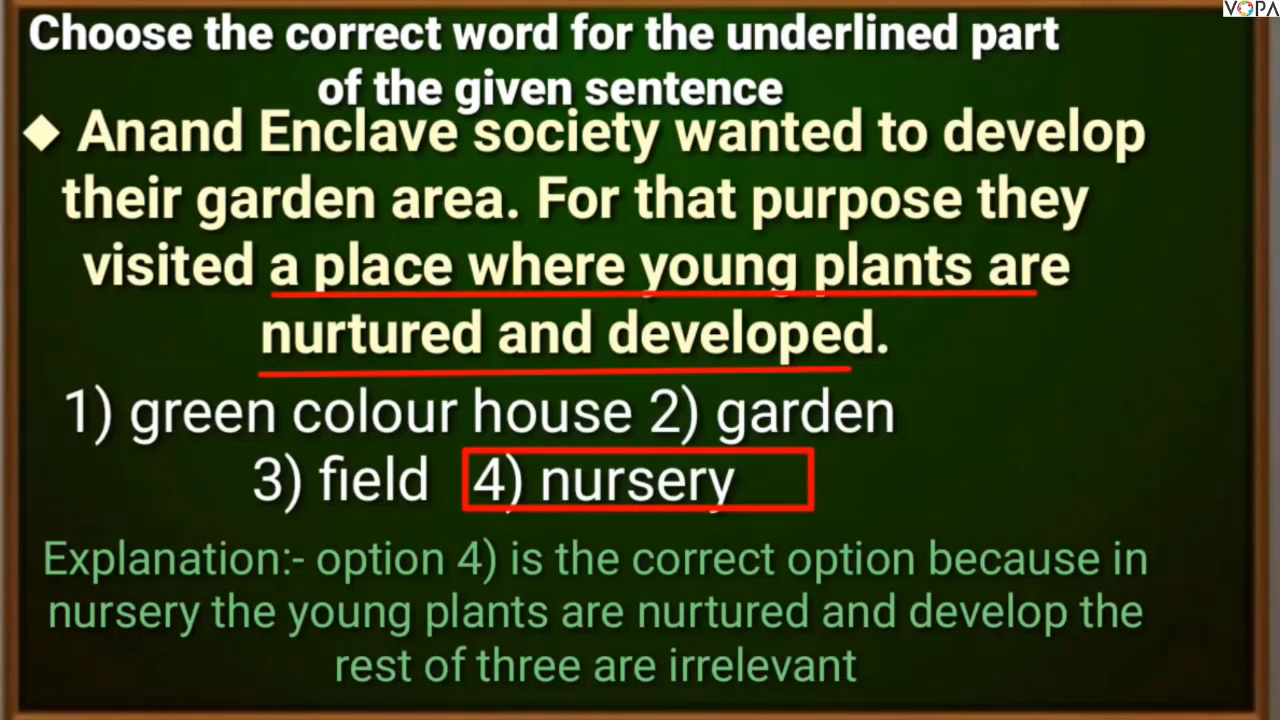 VOPA
Choose the correct word for the underlined part
of the given sentence
◆ Anand Enclave society wanted to develop
their garden area. For that purpose they
visited a place where young plants are
nurtured and developed.
1) green colour house 2) garden
3) field 4) nursery
Explanation:- option 4) is the correct option because in
nursery the young plants are nurtured and develop the
rest of three are irrelevant